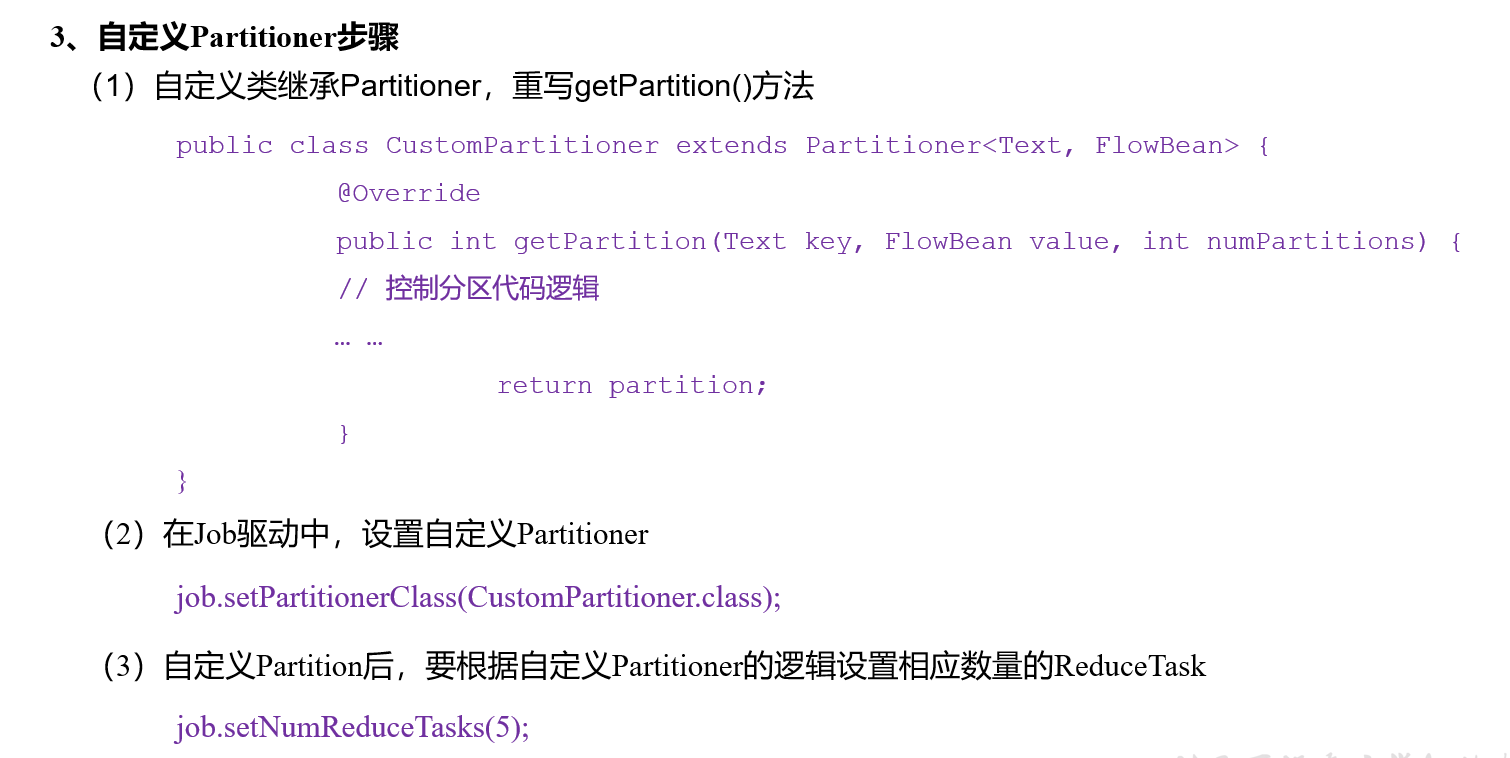 3、自定义Partitioner步骤
（1）自定义类继承Partitioner，重写getPartition()方法
public class CustomPartitioner extends Partitioner<Text, FlowBean> {
@Override
public int getPartition(Text key, FlowBean value, int numPartitions) {
// 控制分区代码逻辑
… …
return partition;
}
}
（2）在Job驱动中，设置自定义Partitioner
job.setPartitionerClass(CustomPartitioner.class);
（3）自定义Partition后，要根据自定义Partitioner的逻辑设置相应数量的ReduceTask
job.setNumReduceTasks(5);